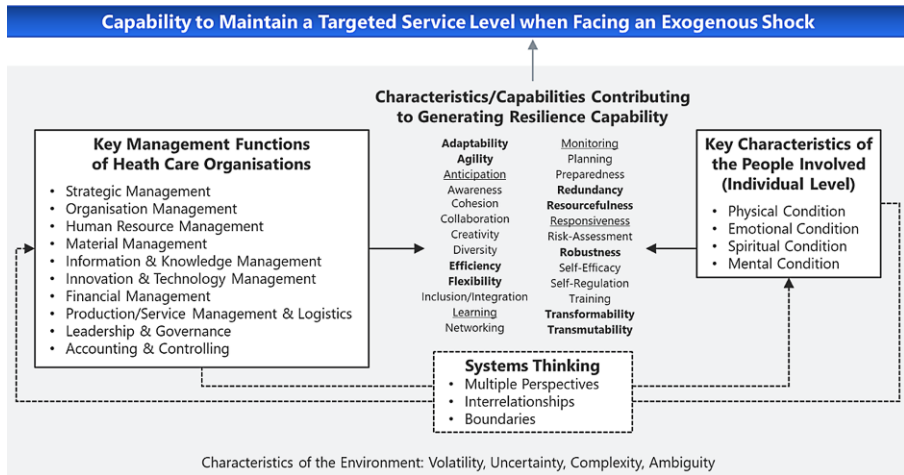 Capability to Maintain a Targeted Service Level when Facing an Exogenous Shock
Characteristics/Capabilities Contributing
to Generating Resilience Capability
Key Management Functions
of Heath Care Organisations
• Strategic Management
• Organisation Management
• Human Resource Management
• Material Management
• Information & Knowledge Management
• Innovation & Technology Management
• Financial Management
• Production/Service Management & Logistics
• Leadership & Governance
• Accounting & Controlling
Adaptability
Agility
Anticipation
Awareness
Cohesion
Collaboration
Creativity
Diversity
Efficiency
Flexibility
Inclusion/Integration
Learning
Networking
Monitoring
Planning
Preparedness
Redundancy
Resourcefulness
Responsiveness
Risk-Assessment
Robustness
Self-Efficacy
Self-Regulation
Training
Transformability
Transmutability
Key Characteristics of
the People Involved
(Individual Level)
• Physical Condition
• Emotional Condition
• Spiritual Condition
• Mental Condition
Systems Thinking
• Multiple Perspectives
• Interrelationships
• Boundaries
Characteristics of the Environment: Volatility, Uncertainty, Complexity, Ambiguity